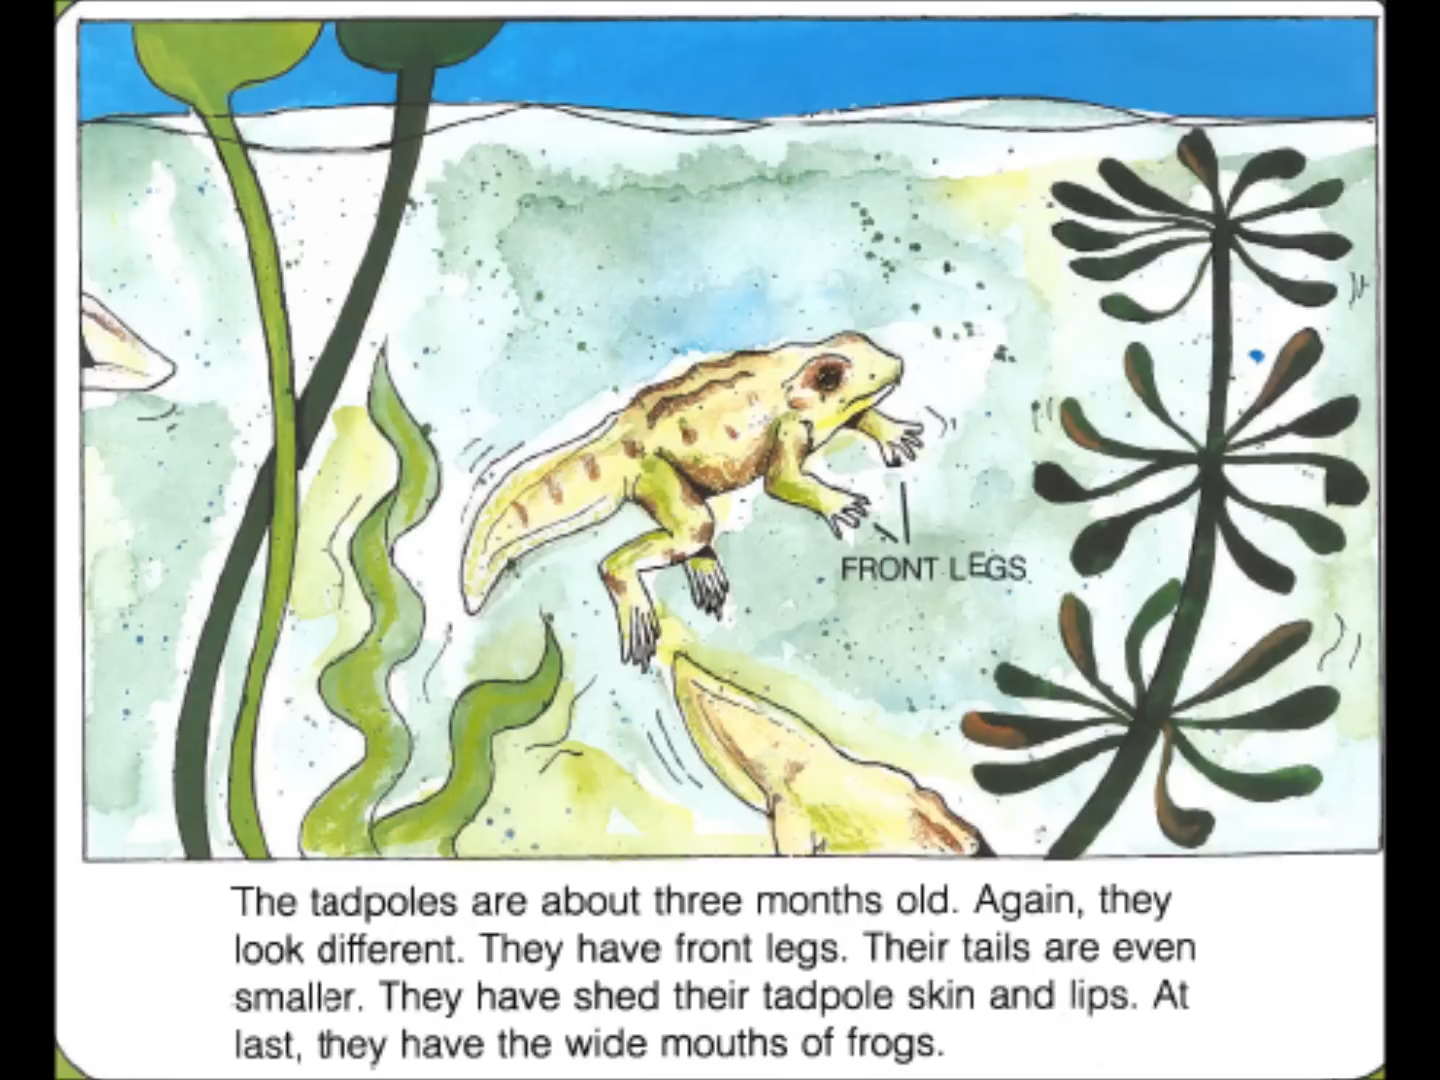 FRONT LEGS
The tadpoles are about three months old. Again, they
look different. They have front legs. Their tails are even
smaller. They have shed their tadpole skin and lips. At
last, they have the wide mouths of frogs.